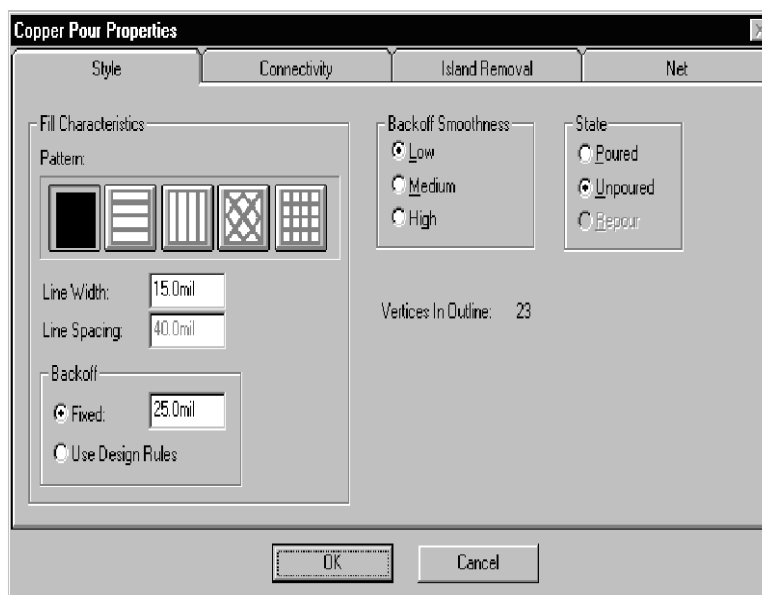 Copper Pour Properties
Style Connectivity Island Removal Net
Fill Characteristics
Pattern:
Line Width: 15.0mil
Line Spacing: 40.0mil
Backoff
Fixed: 25.0mil
Use Design Rules
Backoff Smoothness
Low
Medium
High
State
Poured
Unpoured
Repour
Vertices In Outline: 23
OK Cancel